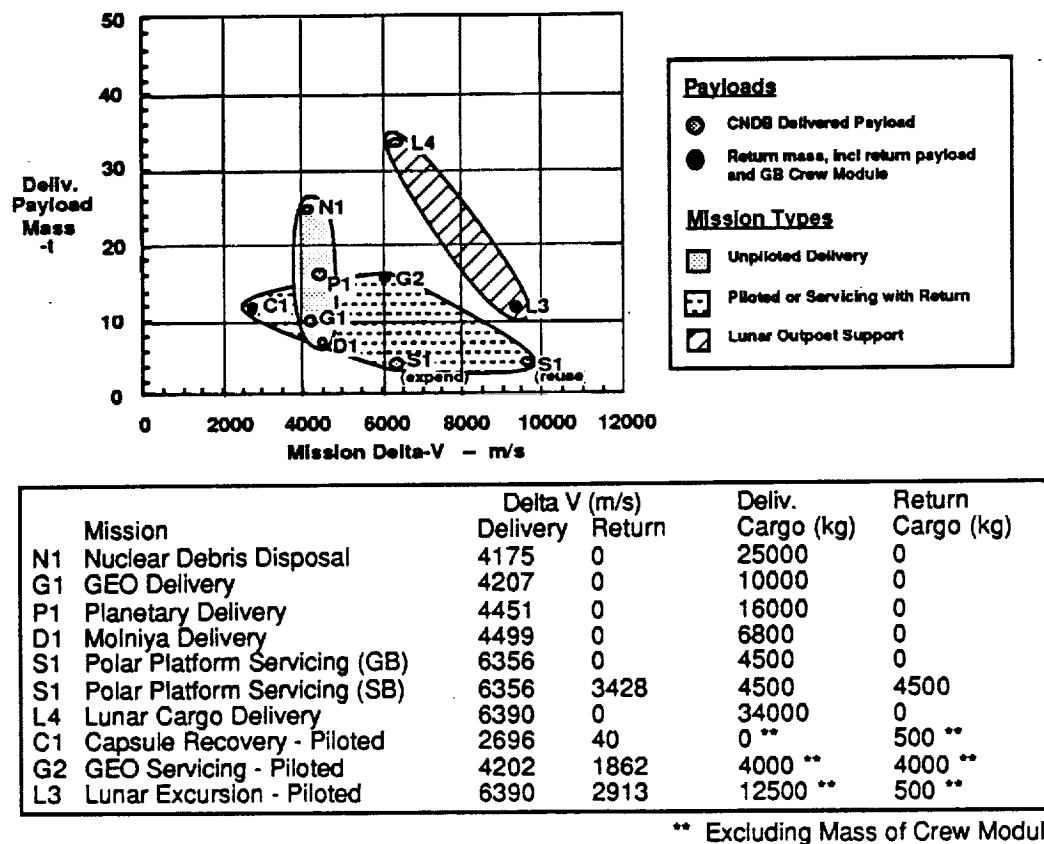 50
40
30
20
10
0
Deliv.
Payload
Mass
-t
L4
N1
P1
G2
C1
G1
D1
L3
S1
(expend)
S1
(reuse
0 2000 4000 6000 8000 10000 12000
Mission Delta-V – m/s
Payloads
CNDB Delivered Payload
Return mass, incl return payload
and GB Crew Module
Mission Types
Unpiloted Delivery
Piloted or Servicing with Return
Lunar Outpost Support
Delta V (m/s) Deliv. Return
Mission Delivery Return Cargo (kg) Cargo (kg)
N1 Nuclear Debris Disposal 4175 0 25000 0
G1 GEO Delivery 4207 0 10000 0
P1 Planetary Delivery 4451 0 16000 0
D1 Molniya Delivery 4499 0 6800 0
S1 Polar Platform Servicing (GB) 6356 0 4500 0
S1 Polar Platform Servicing (SB) 6356 3428 4500 4500
L4 Lunar Cargo Delivery 6390 0 34000 0
C1 Capsule Recovery - Piloted 2696 40 0 ** 500 **
G2 GEO Servicing - Piloted 4202 1862 4000 ** 4000 **
L3 Lunar Excursion - Piloted 6390 2913 12500 ** 500 **
** Excluding Mass of Crew Modul